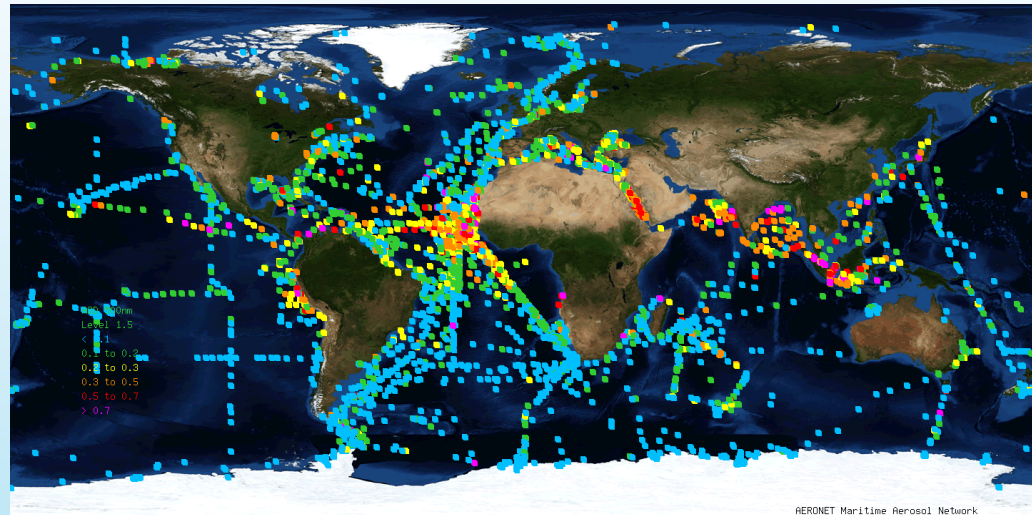 Level 1.5
0.1 to 0.2
0.2 to 0.3
0.3 to 0.5
0.5 to 0.7
> 0.7
AERONET Maritime Aerosol Network